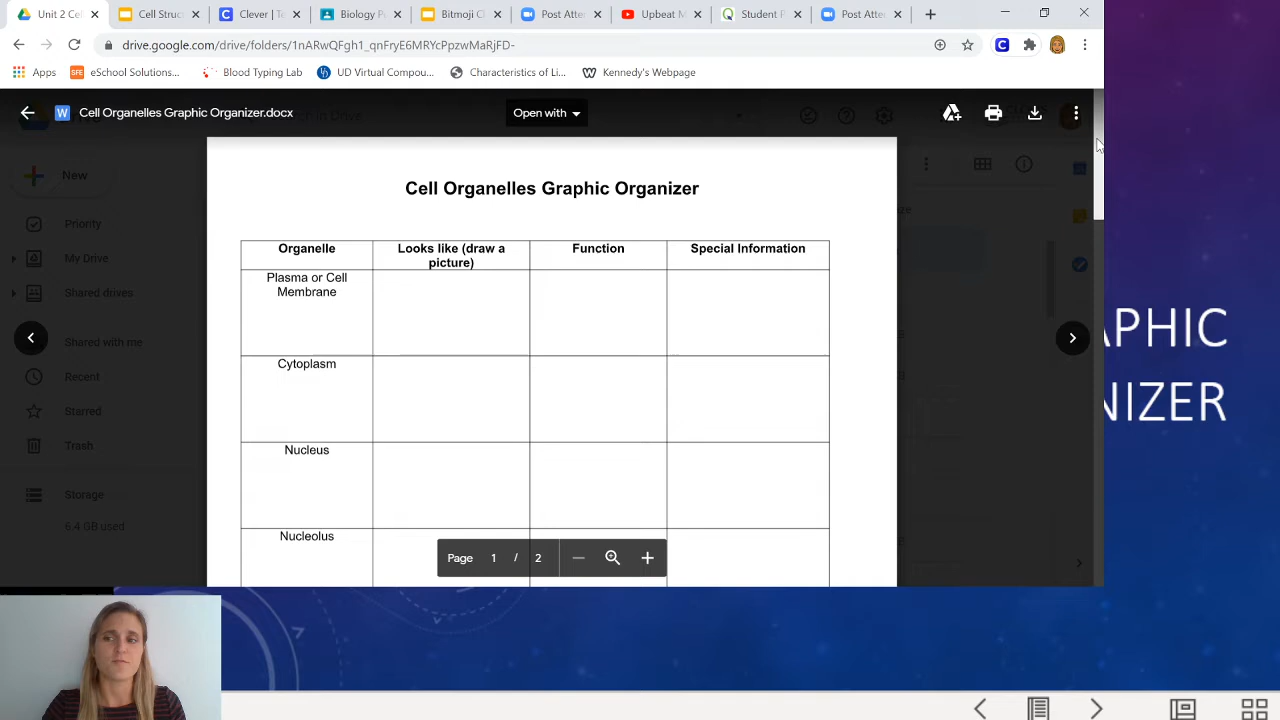 Unit 2 Cel
Cell Struc
Clever | T
Biology P
Bitmoji C
Post Atte
Upbeat M
Student P
Post Atte
drive.google.com/drive/folders/
Apps
eSchool Solutions...
Blossl Typing Lab
UD Virtual Compou...
Characteristics of Li...
Kennedy's Webpage
Cell Organelles Graphic Organizer.docx
Open with
New
Priority
My Drive
Shared drives
Shared with me
Recent
Starred
Trash
Storage
6.4 GB used
Cell Organelles Graphic Organizer
Organelle
Looks like (draw a
picture)
Function
Special Information
Plasma or Cell
Membrane
Cytoplasm
Nucleus
Nucleolus
Page 1 / 2
APHIC
NIZER